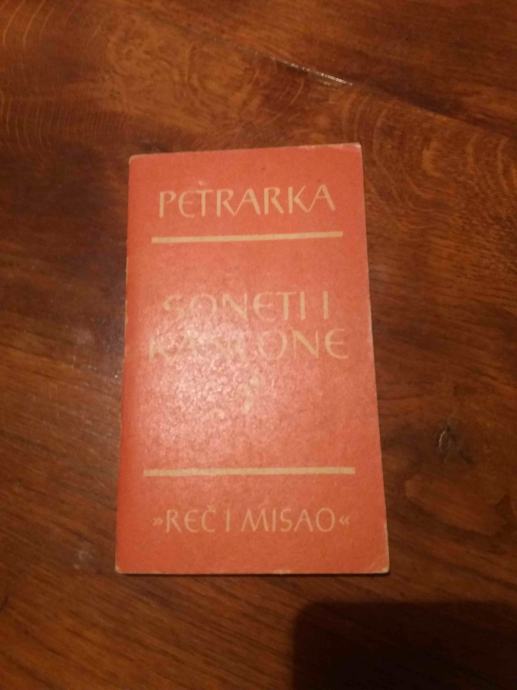 PETRARKA
SONETI I
KANCONE
»REČ I MISAO«